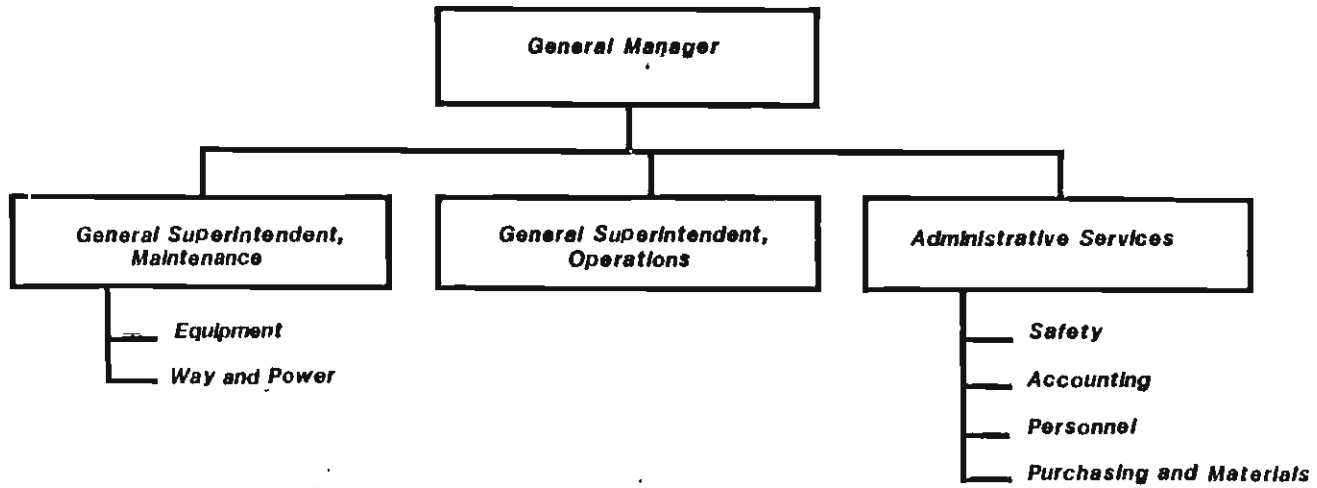 General Manager
General Superintendent,
Maintenance
General Superintendent,
Operations
Administrative Services
Equipment
Way and Power
Safety
Accounting
Personnel
Purchasing and Materials